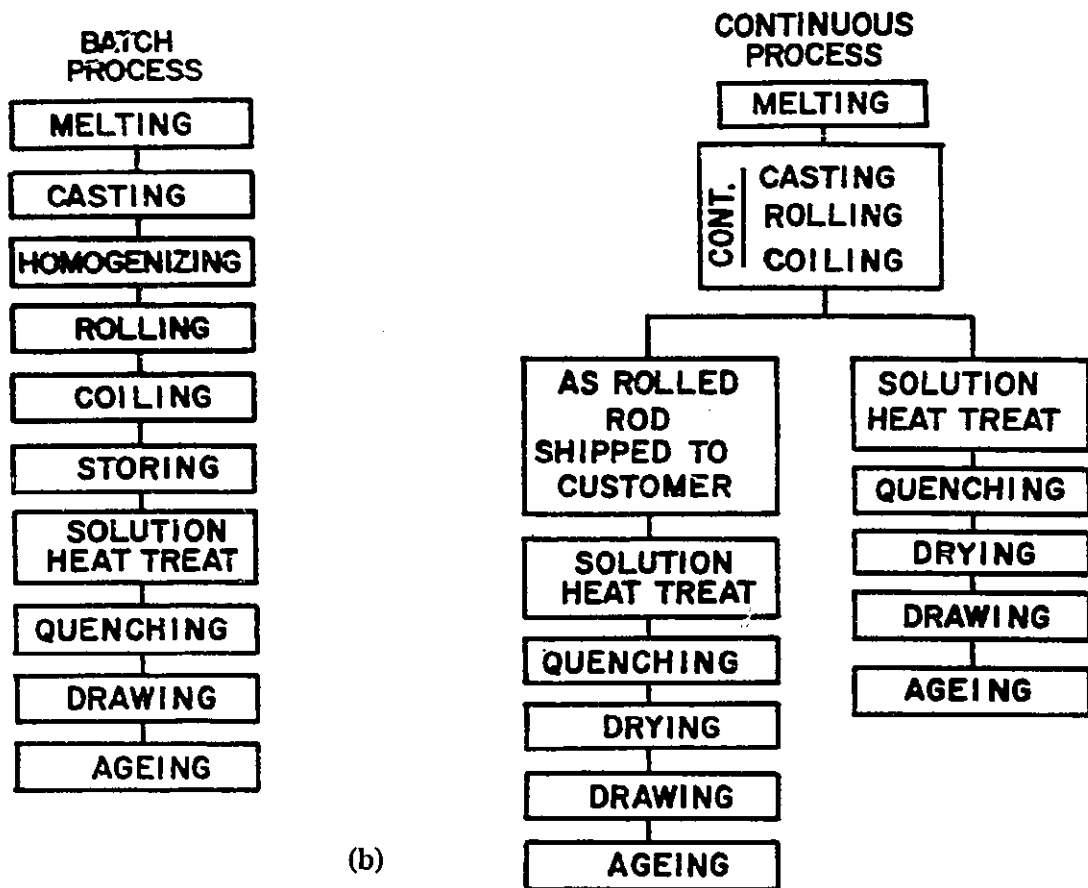 BATCH
PROCESS
MELTING
CASTING
HOMOGENIZING
ROLLING
COILING
STORING
SOLUTION
HEAT TREAT
QUENCHING
DRAWING
AGEING
CONTINUOUS
PROCESS
MELTING
CONT.
CASTING
ROLLING
COILING
AS ROLLED
ROD
SHIPPED TO
CUSTOMER
SOLUTION
HEAT TREAT
QUENCHING
DRYING
DRAWING
AGEING
SOLUTION
HEAT TREAT
QUENCHING
DRYING
DRAWING
AGEING
(b)